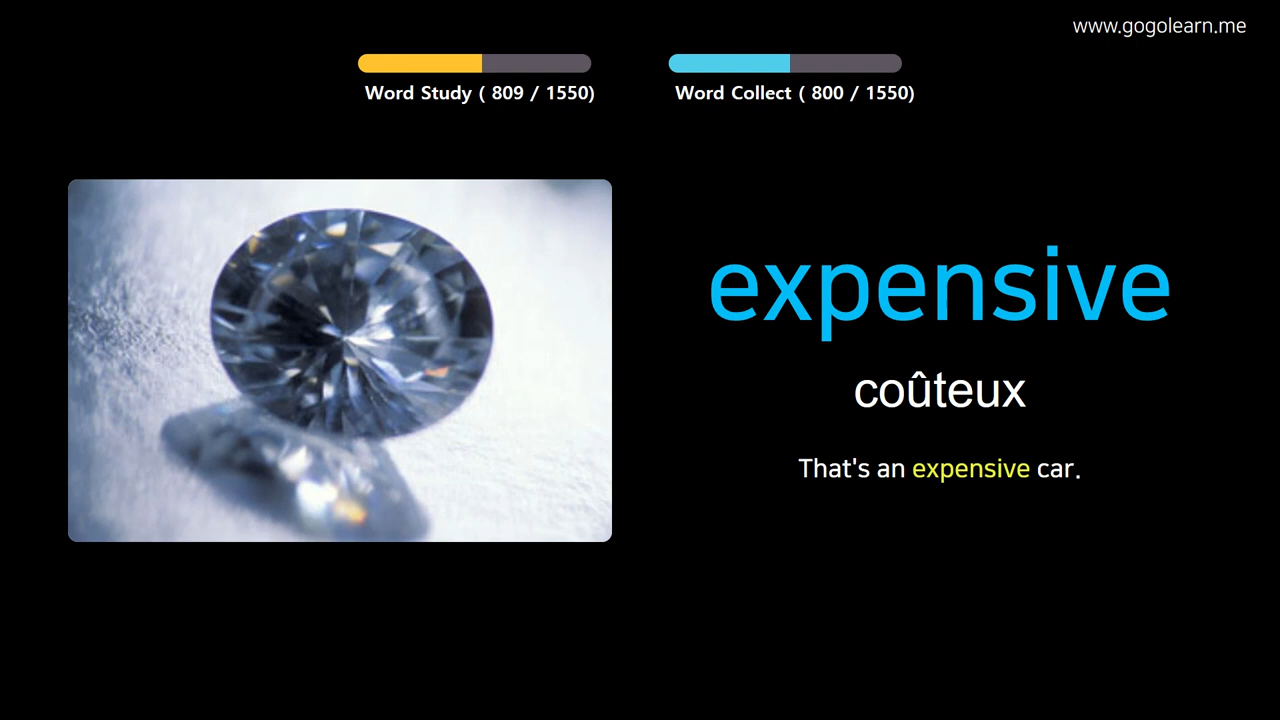 www.gogolearn.me
Word Study ( 809 / 1550)
Word Collect ( 800 / 1550)
expensive
coûteux
That's an expensive car.